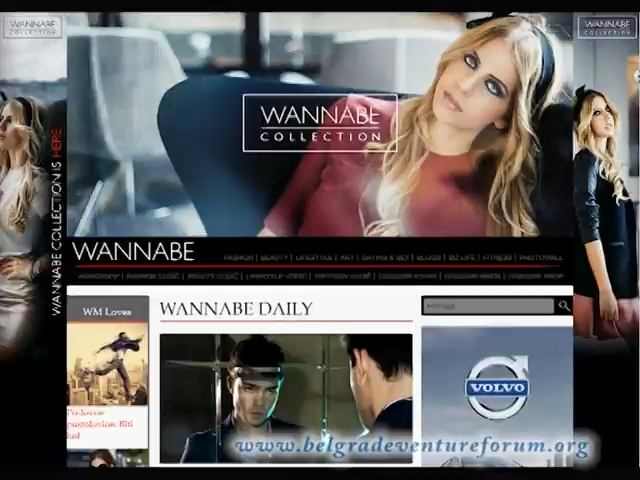 WANNABE
COLLECTION
WANNABE
COLLECTION
WANNABE
COLLECTION
WANNABE COLLECTION IS HERE
WANNABE
FASHION | BEAUTY | LIFESTYLE | ART | DATING & SEX | BLOGS | BIZ LIFE | FITNESS | PHOTOWALL
WM Loves
WANNABE DAILY
VOLVO
www.belgradeventureforum.org